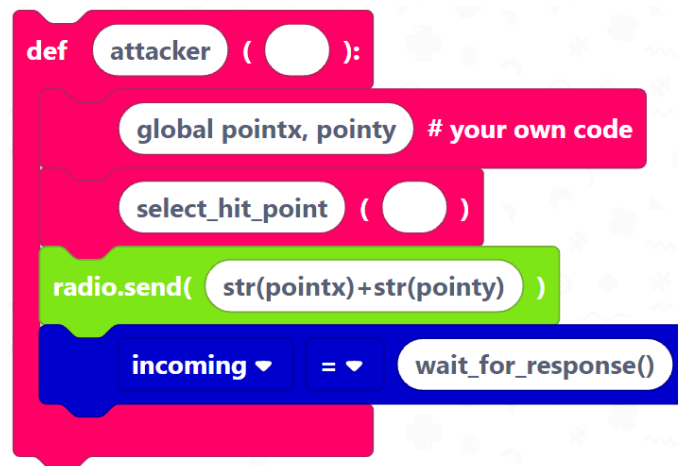 def attacker ( ):
global pointx, pointy # your own code
select_hit_point ( )
radio.send( str(pointx)+str(pointy) )
incoming = wait_for_response()